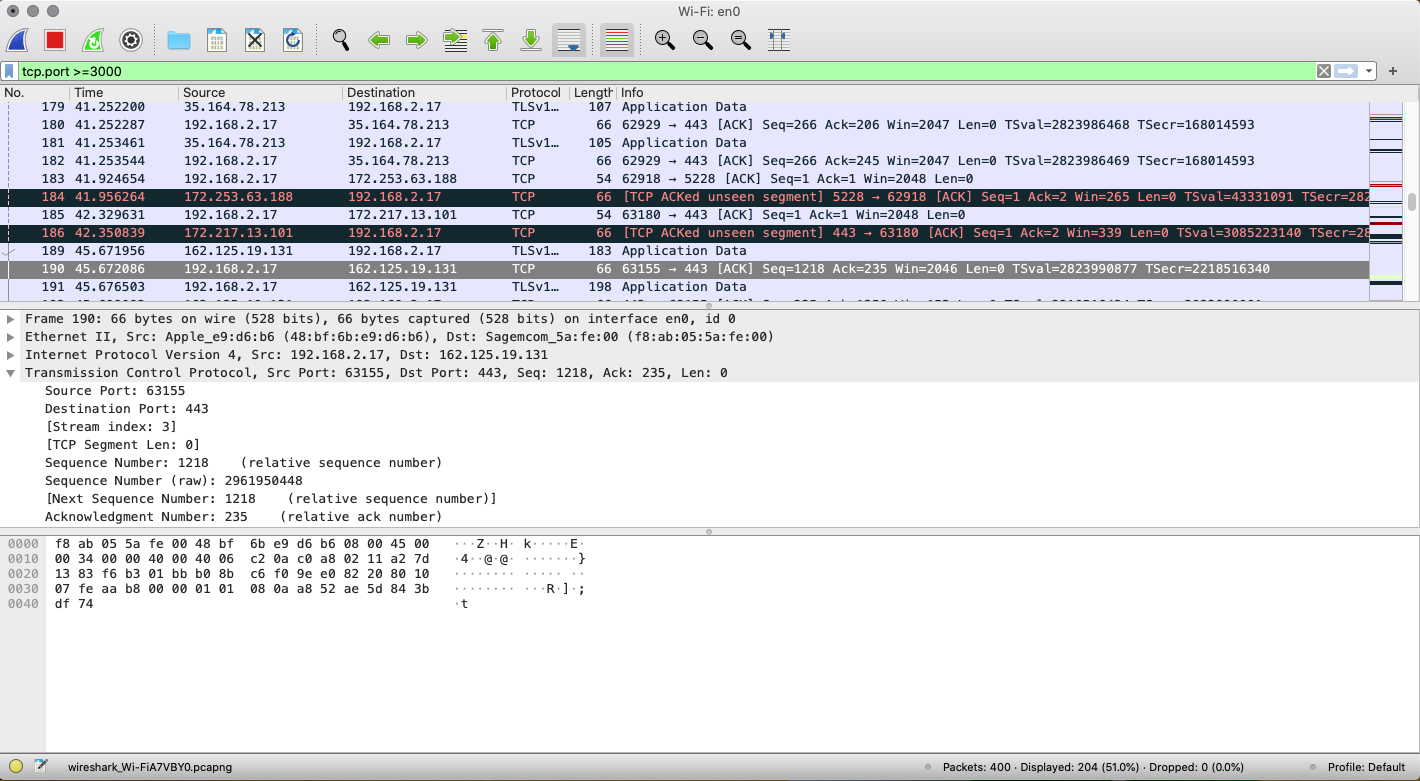 Wi-Fi: en0
tcp.port >=3000
No. Time Source Destination Protocol Length Info
179 41.252200 35.164.78.213 192.168.2.17 TLSv1… 107 Application Data
180 41.252287 192.168.2.17 35.164.78.213 TCP 66 62929 → 443 [ACK] Seq=266 Ack=206 Win=2047 Len=0 TSval=2823986468 TSecr=168014593
181 41.253461 35.164.78.213 192.168.2.17 TLSv1… 105 Application Data
182 41.253544 192.168.2.17 35.164.78.213 TCP 66 62929 → 443 [ACK] Seq=266 Ack=245 Win=2047 Len=0 TSval=2823986469 TSecr=168014593
183 41.924654 192.168.2.17 172.253.63.188 TCP 54 62918 → 5228 [ACK] Seq=1 Ack=1 Win=2048 Len=0
184 41.956264 172.253.63.188 192.168.2.17 TCP 66 [TCP ACKed unseen segment] 5228 → 62918 [ACK] Seq=1 Ack=2 Win=265 Len=0 TSval=43331091 TSecr=282
185 42.329631 192.168.2.17 172.217.13.101 TCP 54 63180 → 443 [ACK] Seq=1 Ack=1 Win=2048 Len=0
186 42.350839 172.217.13.101 192.168.2.17 TCP 66 [TCP ACKed unseen segment] 443 → 63180 [ACK] Seq=1 Ack=2 Win=339 Len=0 TSval=3085223140 TSecr=28
189 45.671956 162.125.19.131 192.168.2.17 TLSv1… 183 Application Data
190 45.672086 192.168.2.17 162.125.19.131 TCP 66 63155 → 443 [ACK] Seq=1218 Ack=235 Win=2046 Len=0 TSval=2823990877 TSecr=2218516340
191 45.676503 192.168.2.17 162.125.19.131 TLSv1… 198 Application Data
Frame 190: 66 bytes on wire (528 bits), 66 bytes captured (528 bits) on interface en0, id 0
Ethernet II, Src: Apple_e9:d6:b6 (48:bf:6b:e9:d6:b6), Dst: Sagemcom_5a:fe:00 (f8:ab:05:5a:fe:00)
Internet Protocol Version 4, Src: 192.168.2.17, Dst: 162.125.19.131
Transmission Control Protocol, Src Port: 63155, Dst Port: 443, Seq: 1218, Ack: 235, Len: 0
Source Port: 63155
Destination Port: 443
[Stream index: 3]
[TCP Segment Len: 0]
Sequence Number: 1218 (relative sequence number)
Sequence Number (raw): 2961950448
[Next Sequence Number: 1218 (relative sequence number)]
Acknowledgment Number: 235 (relative ack number)
0000 f8 ab 05 5a fe 00 48 bf 6b e9 d6 b6 08 00 45 00 ···Z··H· k·····E·
0010 00 34 00 00 40 00 40 06 c2 0a c0 a8 02 11 a2 7d ·4··@·@· ·······}
0020 13 83 f6 b3 01 bb b0 8b c6 f0 9e e0 82 20 80 10 ········ ····· ··
0030 07 fe aa b8 00 00 01 01 08 0a a8 52 ae 5d 84 3b ········ ···R·]·;
0040 df 74 ·t
wireshark_Wi-FiA7VBY0.pcapng Packets: 400 · Displayed: 204 (51.0%) · Dropped: 0 (0.0%) Profile: Default